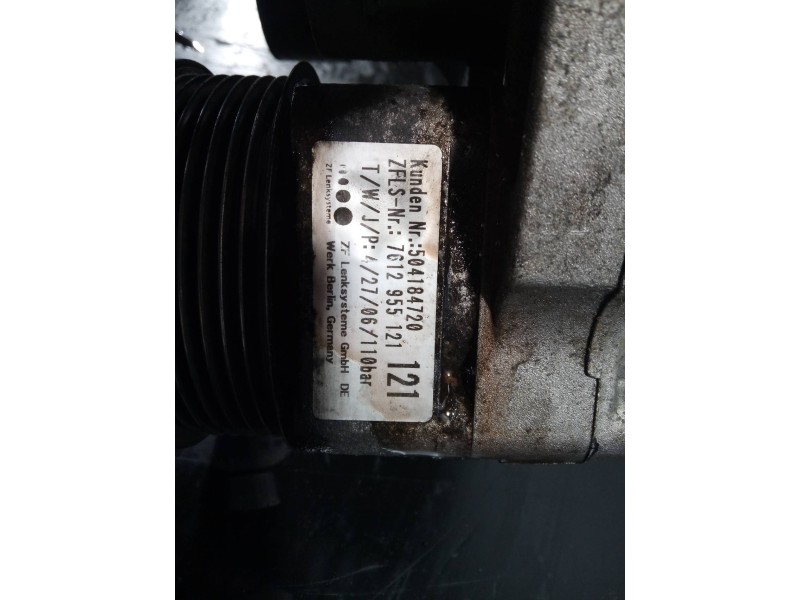 Kunden Nr.:504184720
ZFLS-Nr.: 7612 955 121 121
T/W/J/P: 4/27/06/110bar
ZF Lenksysteme GmbH DE
Werk Berlin, Germany
ZF Lenksysteme